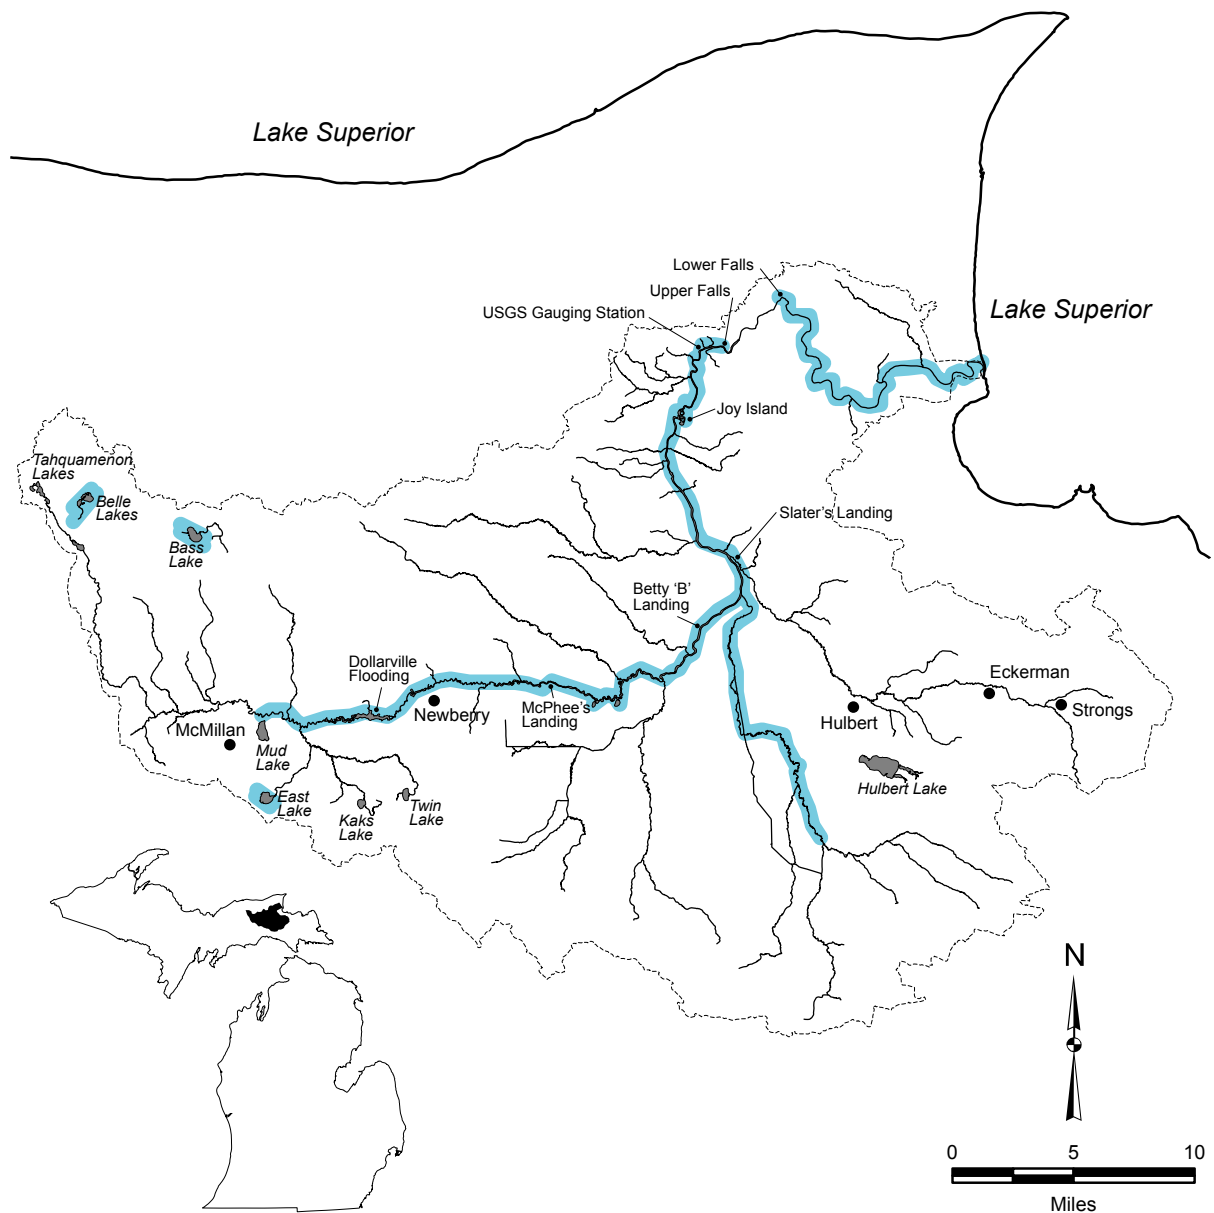 Lake Superior
Lower Falls
Upper Falls
USGS Gauging Station
Lake Superior
Joy Island
Tahquamenon
Lakes
Belle
Lakes
Bass
Lake
Slater's Landing
Betty 'B'
Landing
Dollarville
Flooding
McPhee's
Landing
Newberry
McMillan
Mud
Lake
East
Lake
Kaks
Lake
Twin
Lake
Eckerman
Strongs
Hulbert
Hulbert Lake
N
0 5 10
Miles